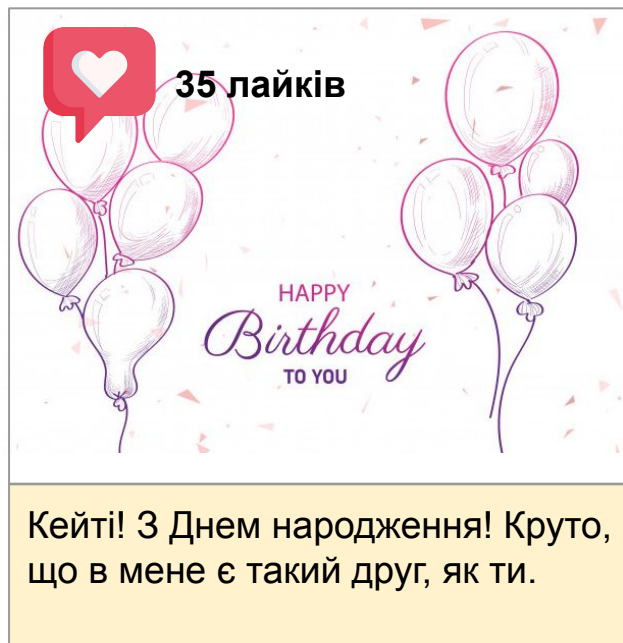 35 лайків
HAPPY
Birthday
TO YOU
Кейті! З Днем народження! Круто,
що в мене є такий друг, як ти.